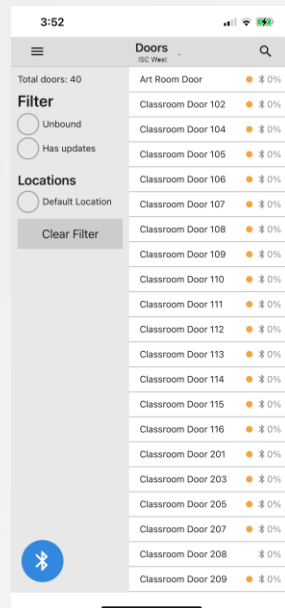 3:52
Doors
ISC West
Total doors: 40
Filter
Unbound
Has updates
Locations
Default Location
Clear Filter
Art Room Door 0%
Classroom Door 102 0%
Classroom Door 104 0%
Classroom Door 105 0%
Classroom Door 106 0%
Classroom Door 107 0%
Classroom Door 108 0%
Classroom Door 109 0%
Classroom Door 110 0%
Classroom Door 111 0%
Classroom Door 112 0%
Classroom Door 113 0%
Classroom Door 114 0%
Classroom Door 115 0%
Classroom Door 116 0%
Classroom Door 201 0%
Classroom Door 203 0%
Classroom Door 205 0%
Classroom Door 207 0%
Classroom Door 208 0%
Classroom Door 209 0%